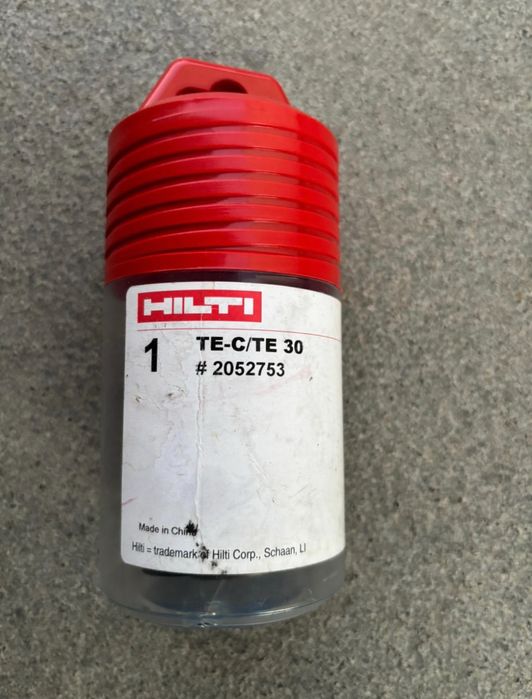 HILTI
1 TE-C/TE 30
# 2052753
Made in China
Hilti = trademark of Hilti Corp., Schaan, LI